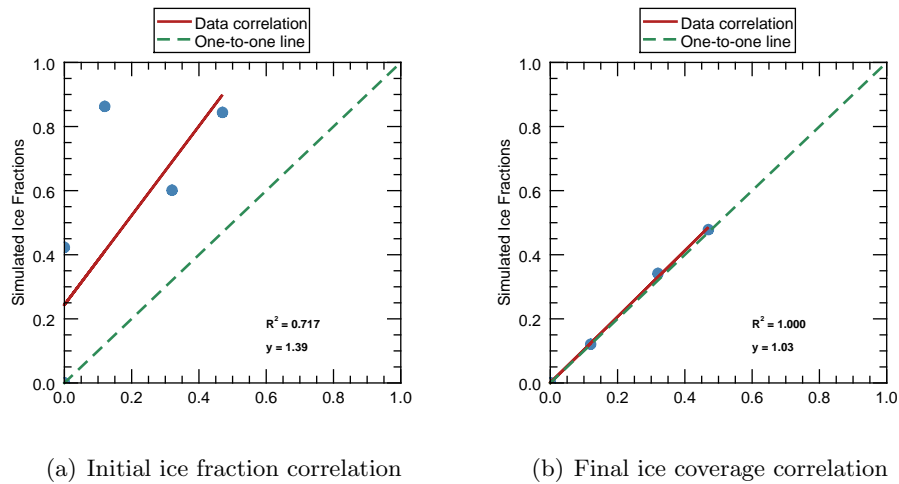 Data correlation
One-to-one line
Simulated Ice Fractions
1.0
0.8
0.6
0.4
0.2
0.0
R² = 0.717
y = 1.39
0.0 0.2 0.4 0.6 0.8 1.0
(a) Initial ice fraction correlation
Data correlation
One-to-one line
Simulated Ice Fractions
1.0
0.8
0.6
0.4
0.2
0.0
R² = 1.000
y = 1.03
0.0 0.2 0.4 0.6 0.8 1.0
(b) Final ice coverage correlation